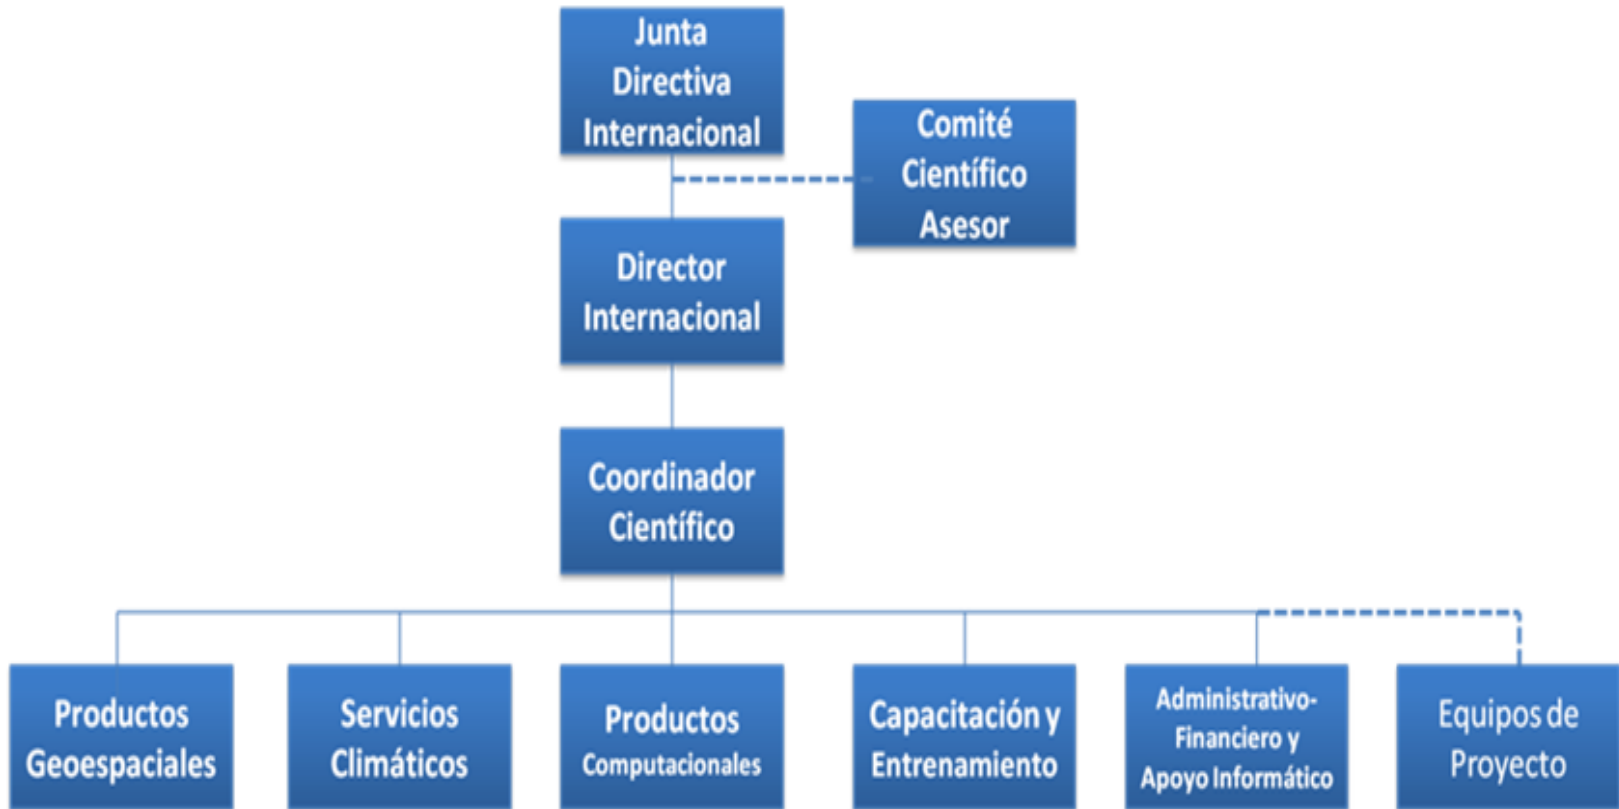 Junta
Directiva
Internacional
Comité
Científico
Asesor
Director
Internacional
Coordinador
Científico
Productos
Geoespaciales
Servicios
Climáticos
Productos
Computacionales
Capacitación y
Entrenamiento
Administrativo-
Financiero y
Apoyo Informático
Equipos de
Proyecto